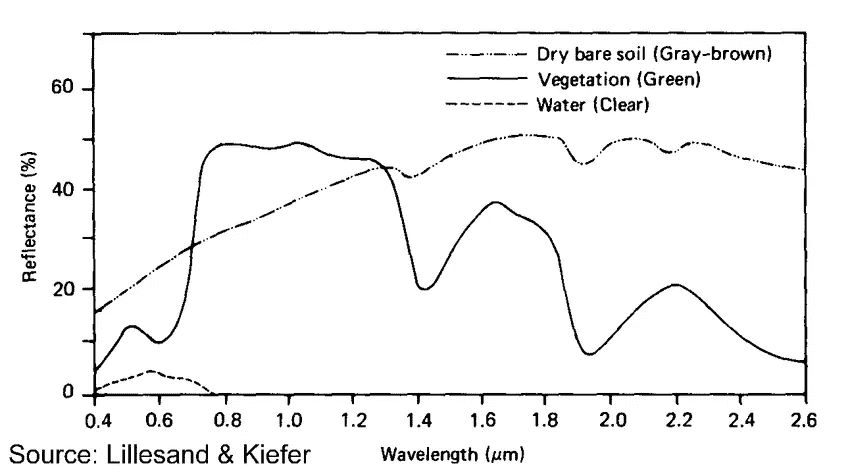 Dry bare soil (Gray-brown)
Vegetation (Green)
Water (Clear)
60
40
20
0
Reflectance (%)
0.4 0.6 0.8 1.0 1.2 1.4 1.6 1.8 2.0 2.2 2.4 2.6
Source: Lillesand & Kiefer
Wavelength (μm)